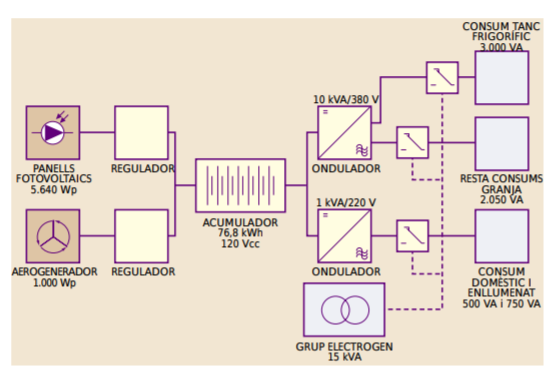 CONSUM TANC
FRIGORÍFIC
3.000 VA
10 kVA/380 V
PANELLS
FOTOVOLTAICS
5.640 Wp
REGULADOR
ONDULADOR
RESTA CONSUMS
GRANJA
2.050 VA
ACUMULADOR
76,8 kWh
120 Vcc
1 kVA/220 V
AEROGENERADOR
1.000 Wp
REGULADOR
ONDULADOR
CONSUM
DOMÈSTIC I
ENLLUMENAT
500 VA i 750 VA
GRUP ELECTROGEN
15 kVA